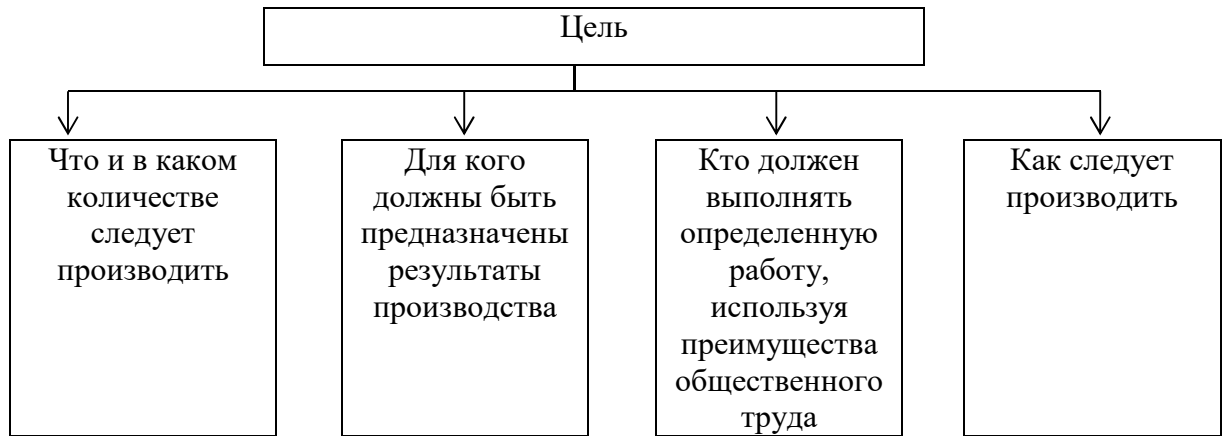 Цель
Что и в каком
количестве
следует
производить
Для кого
должны быть
предназначены
результаты
производства
Кто должен
выполнять
определенную
работу,
используя
преимущества
общественного
труда
Как следует
производить